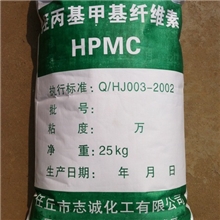 羟丙基甲基纤维素
HPMC
执行标准: Q/HJ003-2002
批 号:
粘 度: 万
净 重: 25kg
生产日期: 年 月 日
任丘市志诚化工有限公司